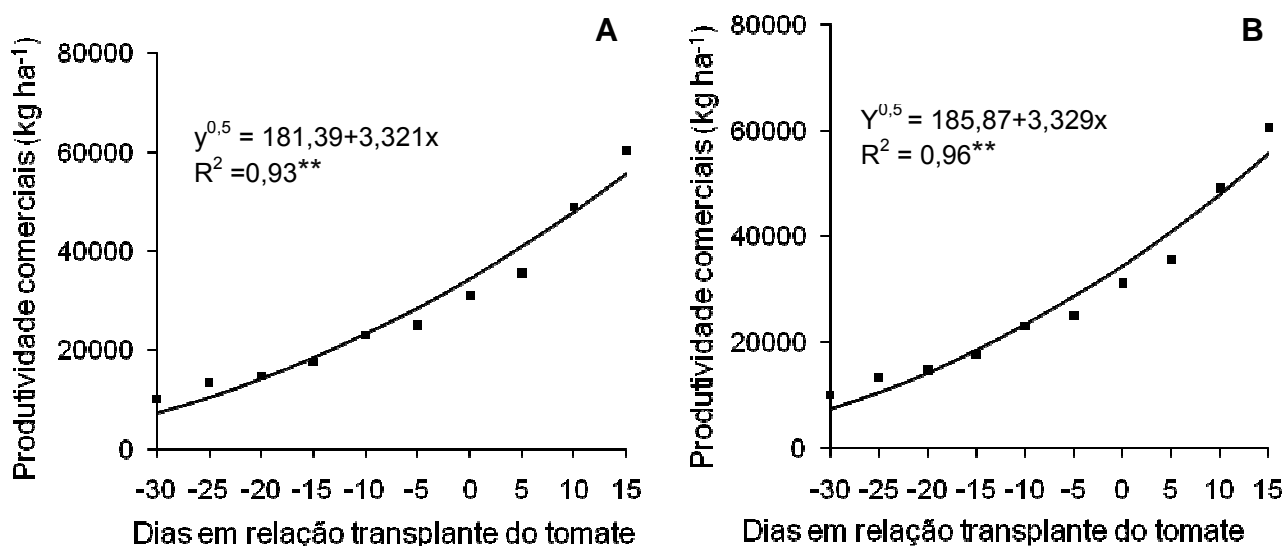 A
Produtividade comerciais (kg ha⁻¹)
80000
60000
40000
20000
0
y^0,5 = 181,39+3,321x
R² =0,93**
-30 -25 -20 -15 -10 -5 0 5 10 15
Dias em relação transplante do tomate
B
Produtividade comerciais (kg ha⁻¹)
80000
60000
40000
20000
0
Y^0,5 = 185,87+3,329x
R² = 0,96**
-30 -25 -20 -15 -10 -5 0 5 10 15
Dias em relação transplante do tomate